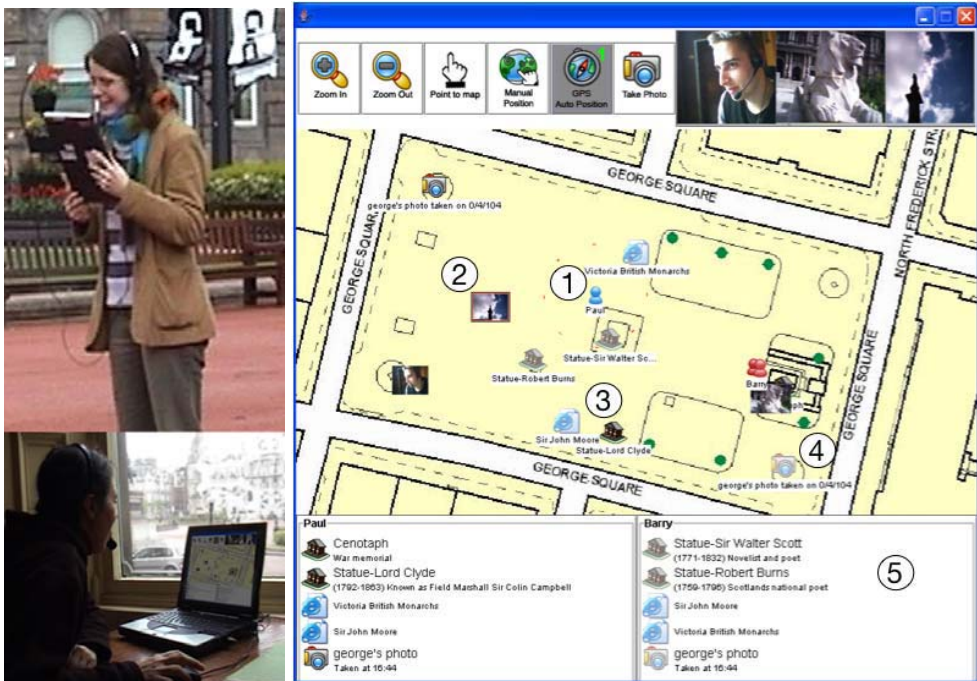 Zoom In
Zoom Out
Point to map
Manual
Position
GPS
Auto Position
Take Photo
GEORGE SQUARE
NORTH FREDERICK STR
george's photo taken on 0/4/104
GEORGE SQUARE
Victoria British Monarchs
2
1
Paul
Statue-Sir Walter Sc...
Statue-Robert Burns
Barry
GEORGE SQUARE
3
Sir John Moore
Statue-Lord Clyde
4
george's photo taken on 0/4/104
GEORGE SQUARE
Paul
Cenotaph
War memorial
Statue-Lord Clyde
(1792-1863) Known as Field Marshall Sir Colin Campbell
Victoria British Monarchs
Sir John Moore
george's photo
Taken at 16:44
Barry
Statue-Sir Walter Scott
(1771-1832) Novelist and poet
Statue-Robert Burns
(1759-1796) Scotlands national poet
5
Sir John Moore
Victoria British Monarchs
george's photo
Taken at 16:44